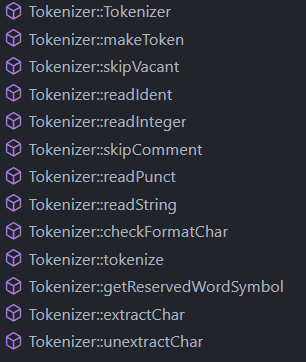 Tokenizer::Tokenizer
Tokenizer::makeToken
Tokenizer::skipVacant
Tokenizer::readIdent
Tokenizer::readInteger
Tokenizer::skipComment
Tokenizer::readPunct
Tokenizer::readString
Tokenizer::checkFormatChar
Tokenizer::tokenize
Tokenizer::getReservedWordSymbol
Tokenizer::extractChar
Tokenizer::unextractChar